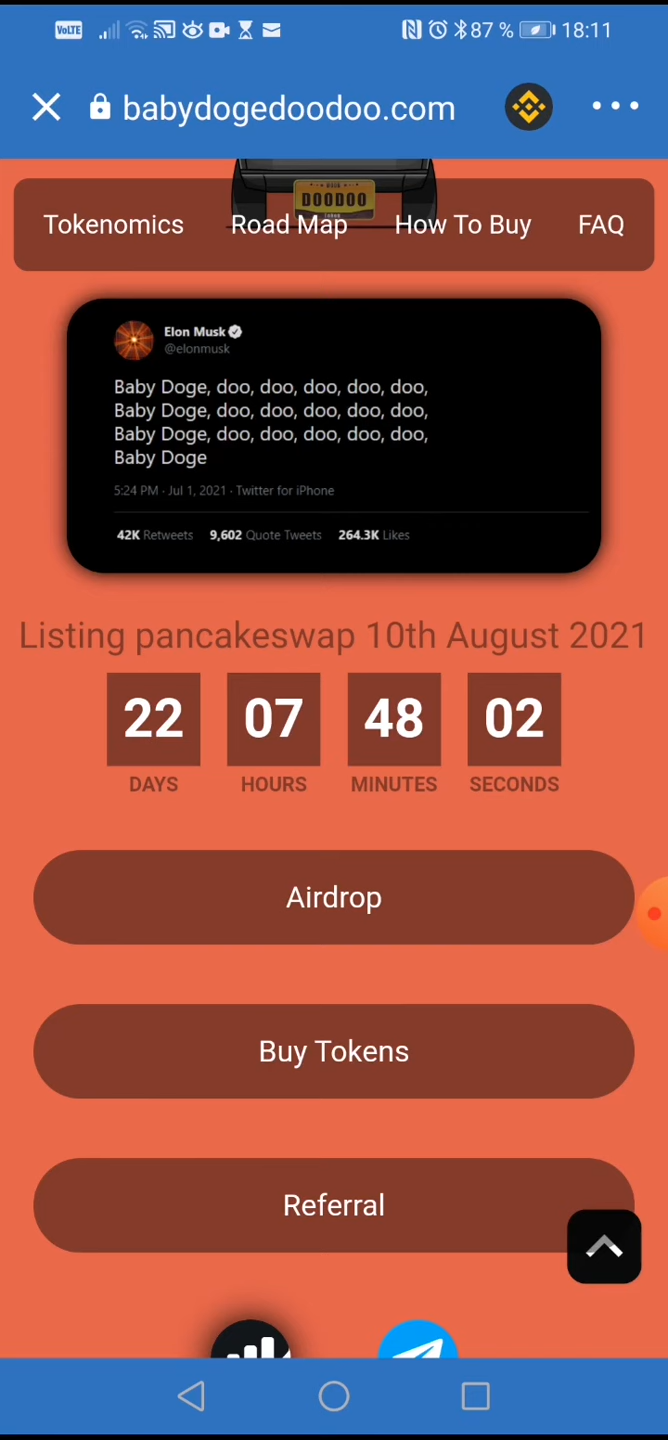 VoLTE 87 % 18:11
babydogedoodoo.com
DOODOO
Tokenomics Road Map How To Buy FAQ
Elon Musk
@elonmusk
Baby Doge, doo, doo, doo, doo, doo,
Baby Doge, doo, doo, doo, doo, doo,
Baby Doge, doo, doo, doo, doo, doo,
Baby Doge
5:24 PM · Jul 1, 2021 · Twitter for iPhone
42K Retweets 9,602 Quote Tweets 264.3K Likes
Listing pancakeswap 10th August 2021
22 07 48 02
DAYS HOURS MINUTES SECONDS
Airdrop
Buy Tokens
Referral